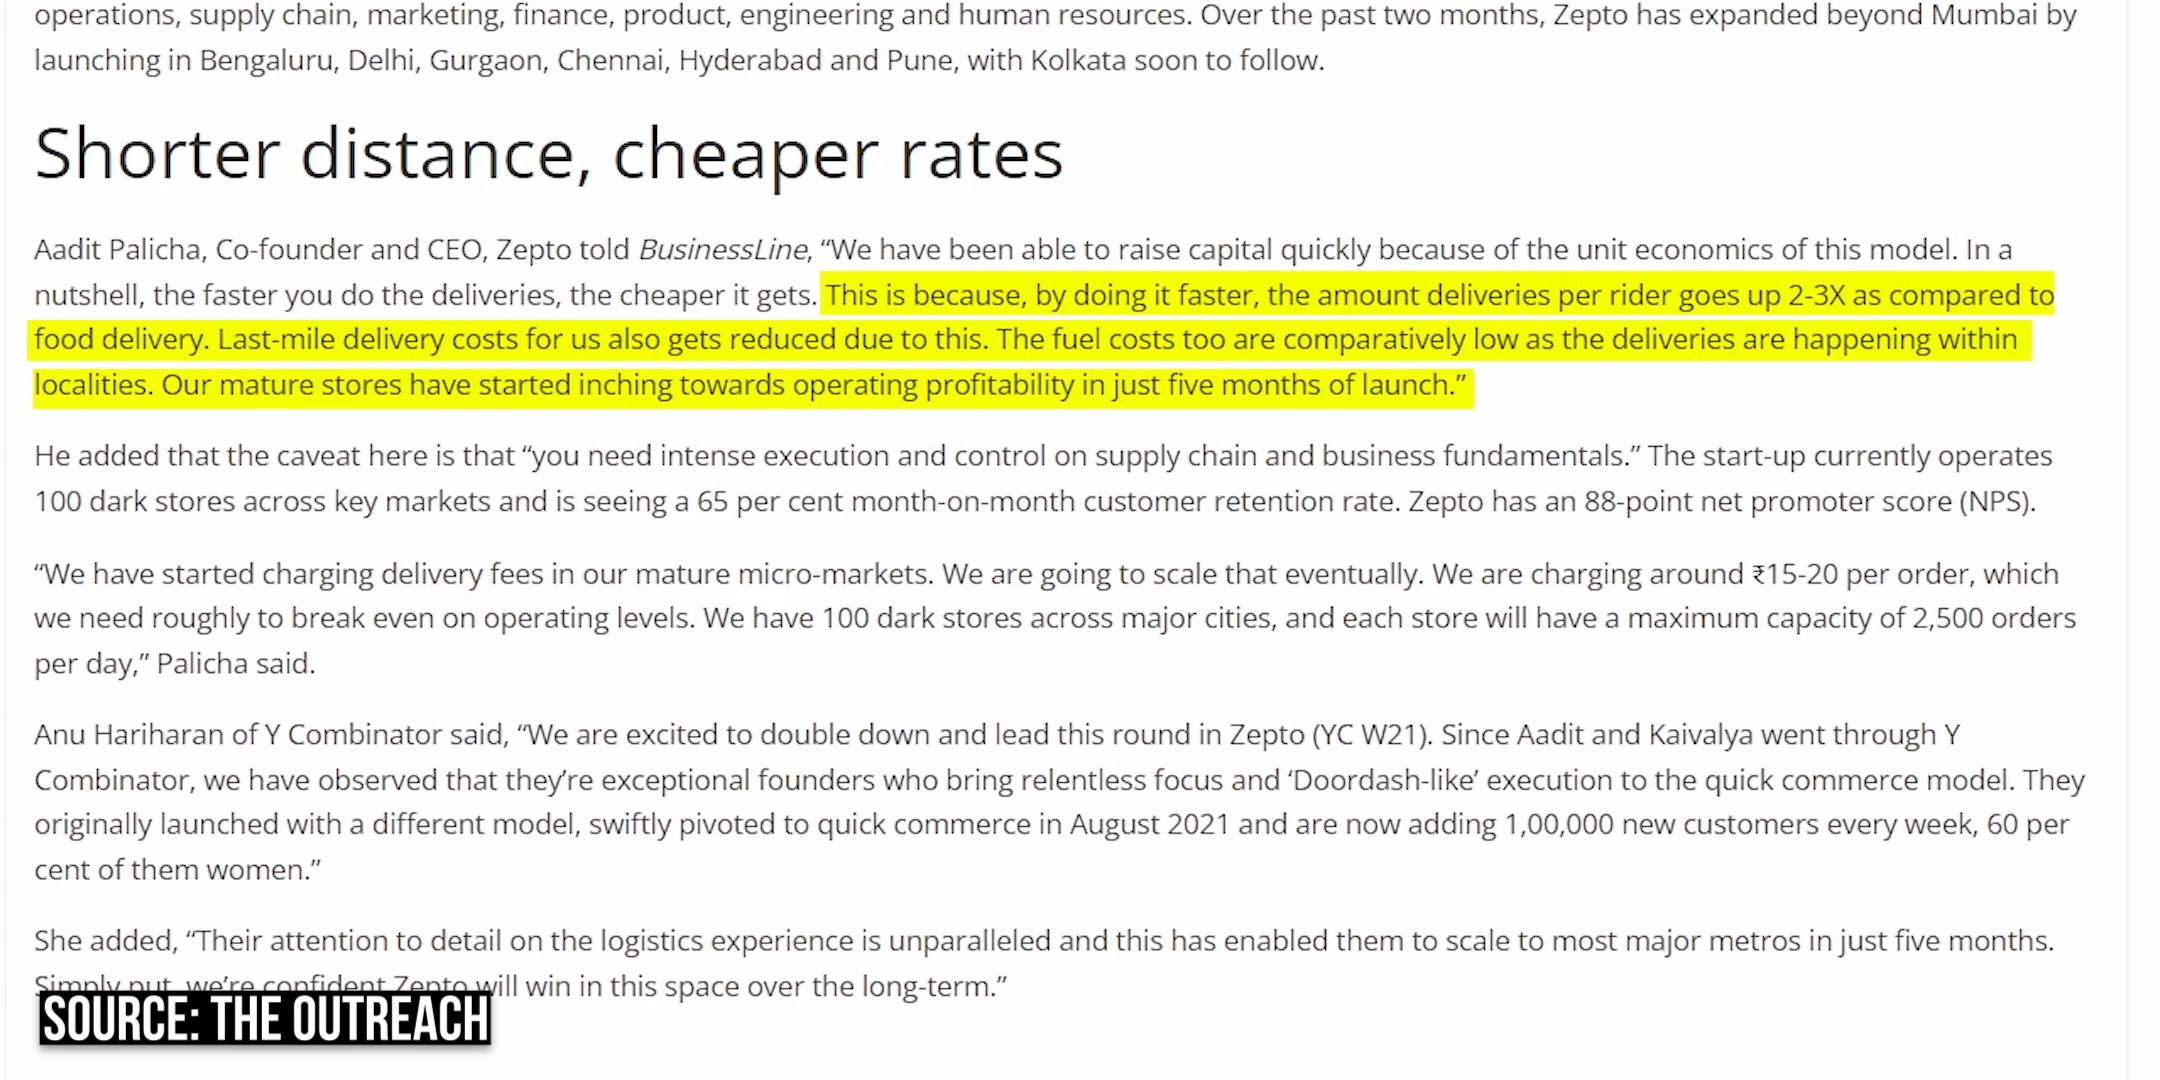 operations, supply chain, marketing, finance, product, engineering and human resources. Over the past two months, Zepto has expanded beyond Mumbai by
launching in Bengaluru, Delhi, Gurgaon, Chennai, Hyderabad and Pune, with Kolkata soon to follow.
Shorter distance, cheaper rates
Aadit Palicha, Co-founder and CEO, Zepto told BusinessLine, “We have been able to raise capital quickly because of the unit economics of this model. In a
nutshell, the faster you do the deliveries, the cheaper it gets. This is because, by doing it faster, the amount deliveries per rider goes up 2-3X as compared to
food delivery. Last-mile delivery costs for us also gets reduced due to this. The fuel costs too are comparatively low as the deliveries are happening within
localities. Our mature stores have started inching towards operating profitability in just five months of launch.”
He added that the caveat here is that “you need intense execution and control on supply chain and business fundamentals.” The start-up currently operates
100 dark stores across key markets and is seeing a 65 per cent month-on-month customer retention rate. Zepto has an 88-point net promoter score (NPS).
“We have started charging delivery fees in our mature micro-markets. We are going to scale that eventually. We are charging around ₹15-20 per order, which
we need roughly to break even on operating levels. We have 100 dark stores across major cities, and each store will have a maximum capacity of 2,500 orders
per day,” Palicha said.
Anu Hariharan of Y Combinator said, “We are excited to double down and lead this round in Zepto (YC W21). Since Aadit and Kaivalya went through Y
Combinator, we have observed that they’re exceptional founders who bring relentless focus and ‘Doordash-like’ execution to the quick commerce model. They
originally launched with a different model, swiftly pivoted to quick commerce in August 2021 and are now adding 1,00,000 new customers every week, 60 per
cent of them women.”
She added, “Their attention to detail on the logistics experience is unparalleled and this has enabled them to scale to most major metros in just five months.
Simply put, we’re confident Zepto will win in this space over the long-term.”
SOURCE: THE OUTREACH